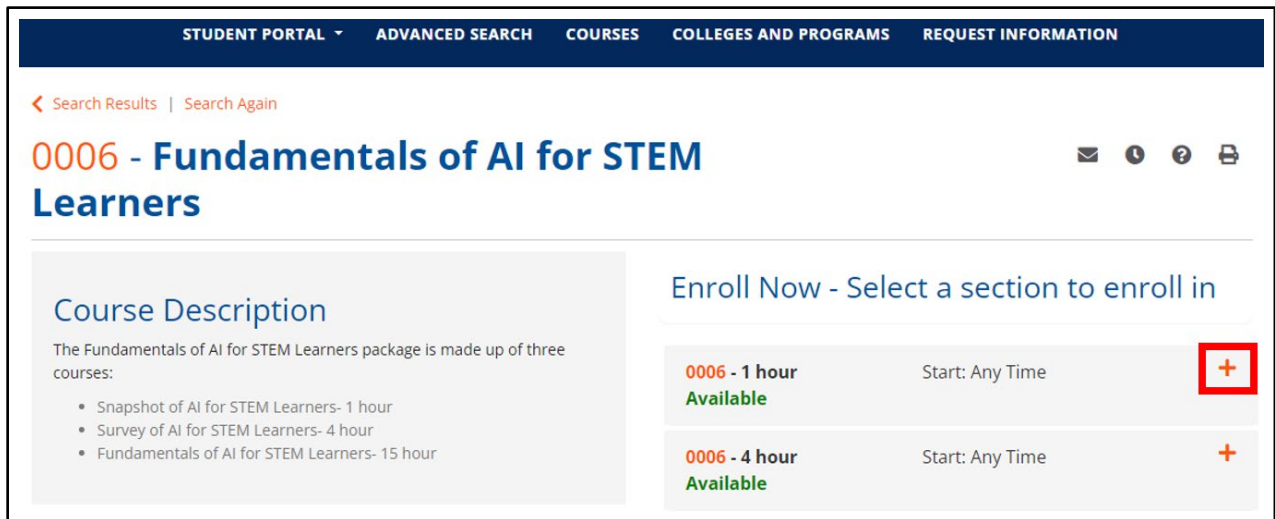 STUDENT PORTAL ADVANCED SEARCH COURSES COLLEGES AND PROGRAMS REQUEST INFORMATION
Search Results | Search Again
0006 - Fundamentals of AI for STEM
Learners
Course Description
The Fundamentals of AI for STEM Learners package is made up of three
courses:
• Snapshot of AI for STEM Learners- 1 hour
• Survey of AI for STEM Learners- 4 hour
• Fundamentals of AI for STEM Learners- 15 hour
Enroll Now - Select a section to enroll in
0006 - 1 hour Start: Any Time +
Available
0006 - 4 hour Start: Any Time +
Available